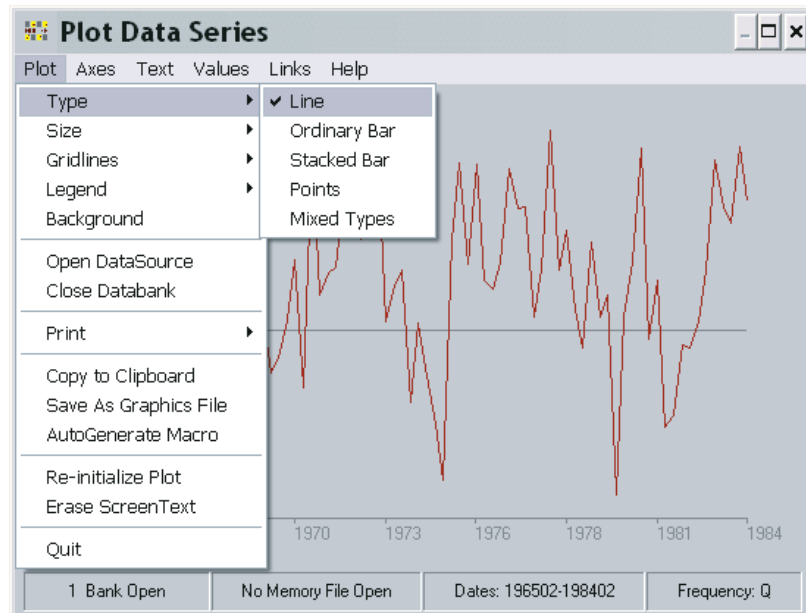 Plot Data Series
Plot Axes Text Values Links Help
Type
Size
Gridlines
Legend
Background
Open DataSource
Close Databank
Print
Copy to Clipboard
Save As Graphics File
AutoGenerate Macro
Re-initialize Plot
Erase ScreenText
Quit
Line
Ordinary Bar
Stacked Bar
Points
Mixed Types
1970 1973 1976 1978 1981 1984
1 Bank Open No Memory File Open Dates: 196502-198402 Frequency: Q